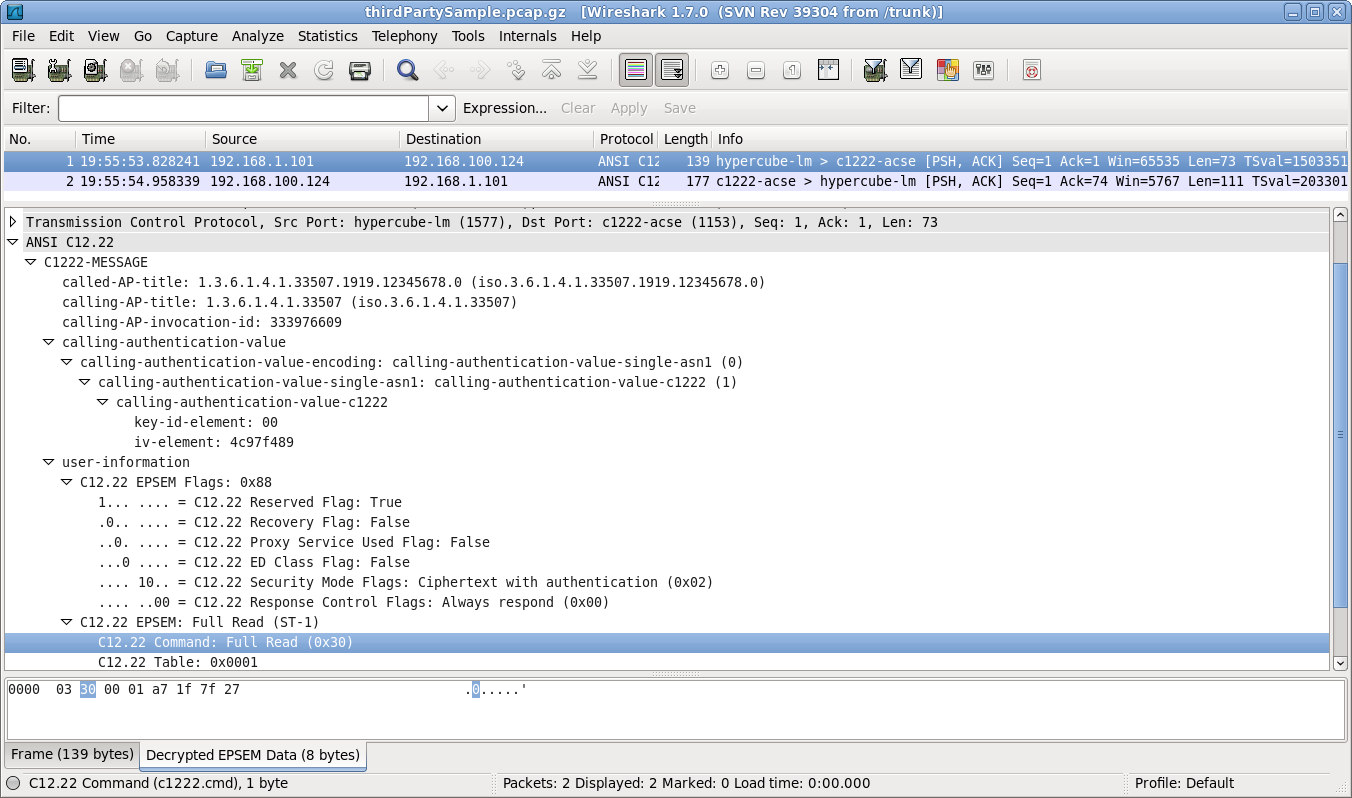 thirdPartySample.pcap.gz   [Wireshark 1.7.0  (SVN Rev 39304 from /trunk)]
File Edit View Go Capture Analyze Statistics Telephony Tools Internals Help
Filter: Expression... Clear Apply Save
No. Time Source Destination Protocol Length Info
1 19:55:53.828241 192.168.1.101 192.168.100.124 ANSI C12 139 hypercube-lm > c1222-acse [PSH, ACK] Seq=1 Ack=1 Win=65535 Len=73 TSval=1503351
2 19:55:54.958339 192.168.100.124 192.168.1.101 ANSI C12 177 c1222-acse > hypercube-lm [PSH, ACK] Seq=1 Ack=74 Win=5767 Len=111 TSval=203301
Transmission Control Protocol, Src Port: hypercube-lm (1577), Dst Port: c1222-acse (1153), Seq: 1, Ack: 1, Len: 73
ANSI C12.22
C1222-MESSAGE
called-AP-title: 1.3.6.1.4.1.33507.1919.12345678.0 (iso.3.6.1.4.1.33507.1919.12345678.0)
calling-AP-title: 1.3.6.1.4.1.33507 (iso.3.6.1.4.1.33507)
calling-AP-invocation-id: 333976609
calling-authentication-value
calling-authentication-value-encoding: calling-authentication-value-single-asn1 (0)
calling-authentication-value-single-asn1: calling-authentication-value-c1222 (1)
calling-authentication-value-c1222
key-id-element: 00
iv-element: 4c97f489
user-information
C12.22 EPSEM Flags: 0x88
1... .... = C12.22 Reserved Flag: True
.0.. .... = C12.22 Recovery Flag: False
..0. .... = C12.22 Proxy Service Used Flag: False
...0 .... = C12.22 ED Class Flag: False
.... 10.. = C12.22 Security Mode Flags: Ciphertext with authentication (0x02)
.... ..00 = C12.22 Response Control Flags: Always respond (0x00)
C12.22 EPSEM: Full Read (ST-1)
C12.22 Command: Full Read (0x30)
C12.22 Table: 0x0001
0000  03 30 00 01 a7 1f 7f 27 .0.....'
Frame (139 bytes) Decrypted EPSEM Data (8 bytes)
C12.22 Command (c1222.cmd), 1 byte Packets: 2 Displayed: 2 Marked: 0 Load time: 0:00.000 Profile: Default